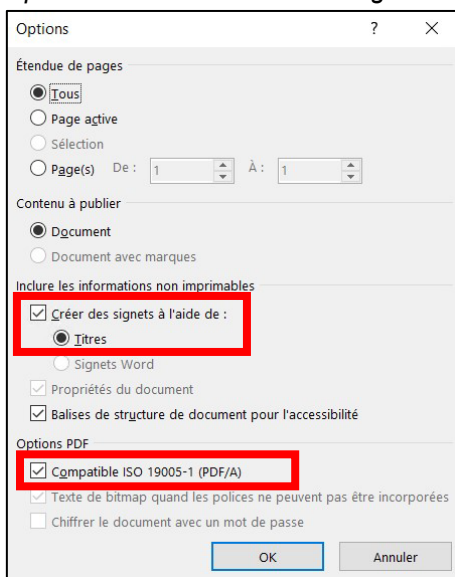 Options ? ×
Étendue de pages
Tous
Page active
Sélection
Page(s) De : 1 À : 1
Contenu à publier
Document
Document avec marques
Inclure les informations non imprimables
Créer des signets à l'aide de :
Titres
Signets Word
Propriétés du document
Balises de structure de document pour l'accessibilité
Options PDF
Compatible ISO 19005-1 (PDF/A)
Texte de bitmap quand les polices ne peuvent pas être incorporées
Chiffrer le document avec un mot de passe
OK Annuler